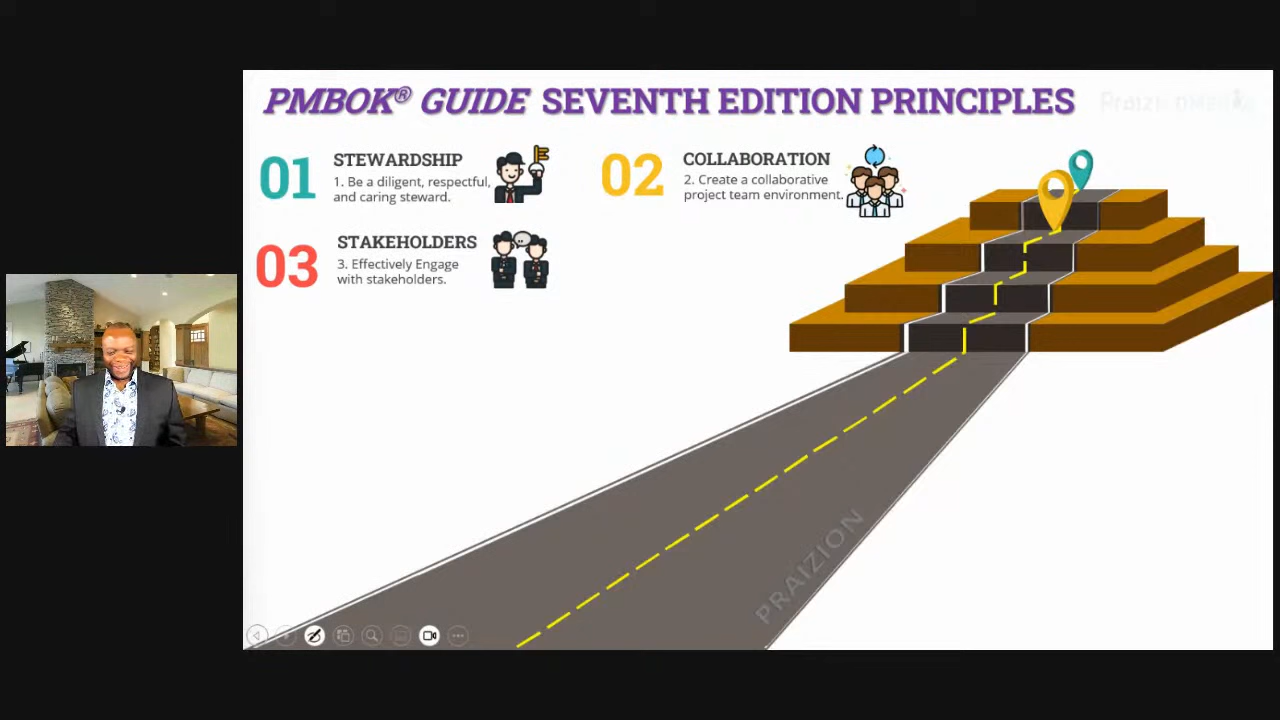 PMBOK® GUIDE SEVENTH EDITION PRINCIPLES
01
STEWARDSHIP
1. Be a diligent, respectful,
and caring steward.
02
COLLABORATION
2. Create a collaborative
project team environment.
03
STAKEHOLDERS
3. Effectively Engage
with stakeholders.
PRAIZION